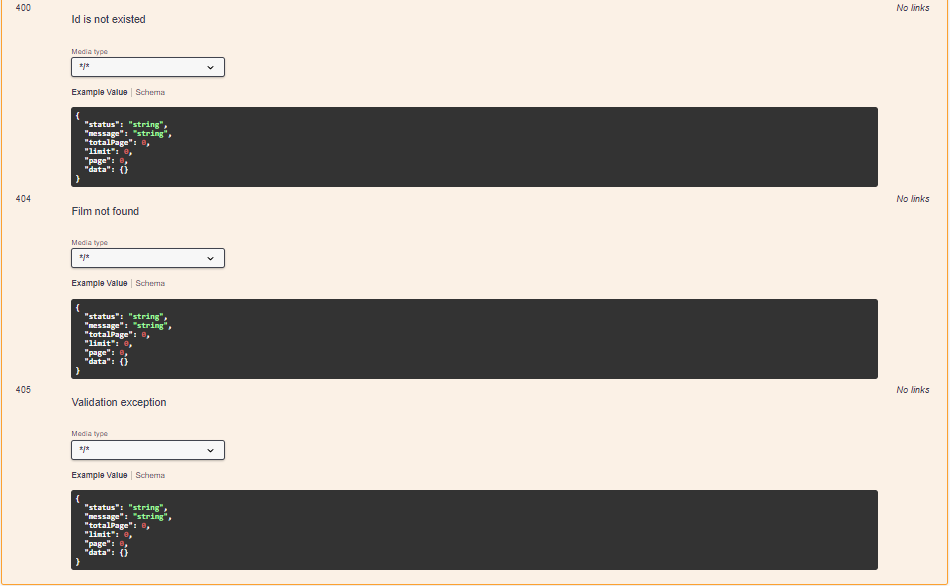 400
No links
Id is not existed
Media type
*/*
Example Value | Schema
{
  "status": "string",
  "message": "string",
  "totalPage": 0,
  "limit": 0,
  "page": 0,
  "data": {}
}
404
No links
Film not found
Media type
*/*
Example Value | Schema
{
  "status": "string",
  "message": "string",
  "totalPage": 0,
  "limit": 0,
  "page": 0,
  "data": {}
}
405
No links
Validation exception
Media type
*/*
Example Value | Schema
{
  "status": "string",
  "message": "string",
  "totalPage": 0,
  "limit": 0,
  "page": 0,
  "data": {}
}